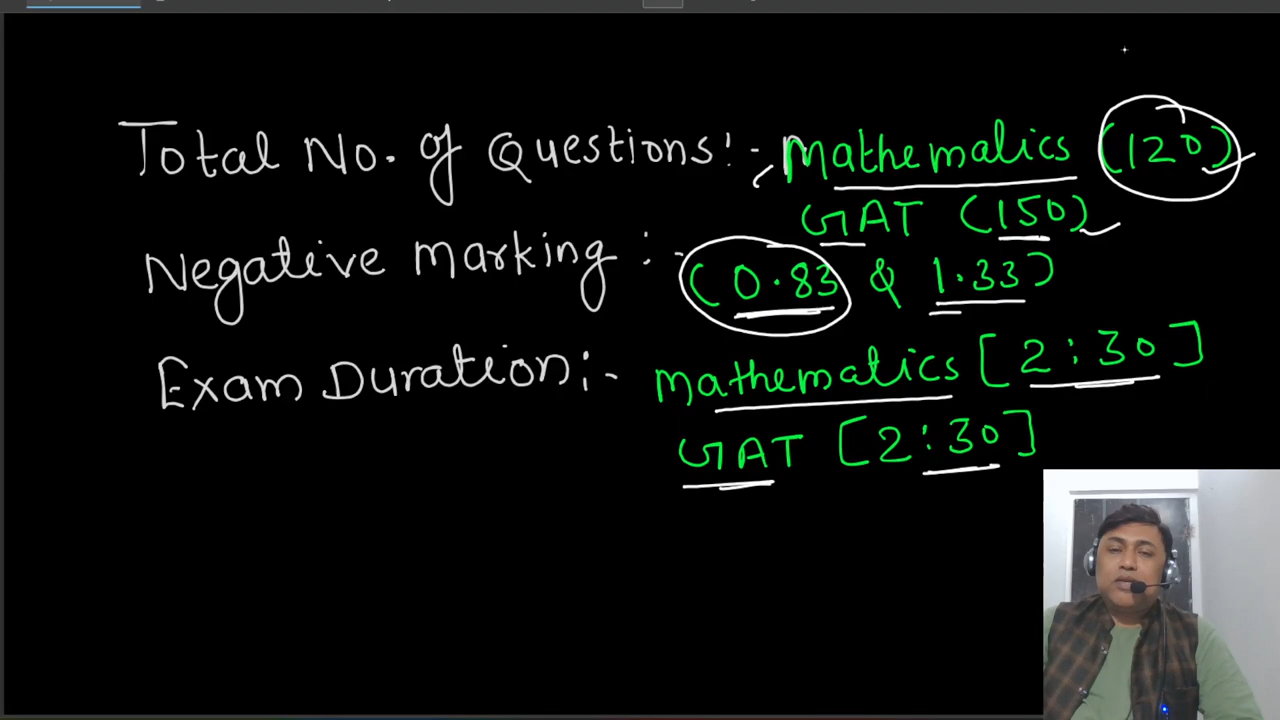 Total No. of Questions:- Mathematics (120)
GAT (150)
Negative Marking :- (0.83 & 1.33)
Exam Duration:- Mathematics [2:30]
GAT [2:30]